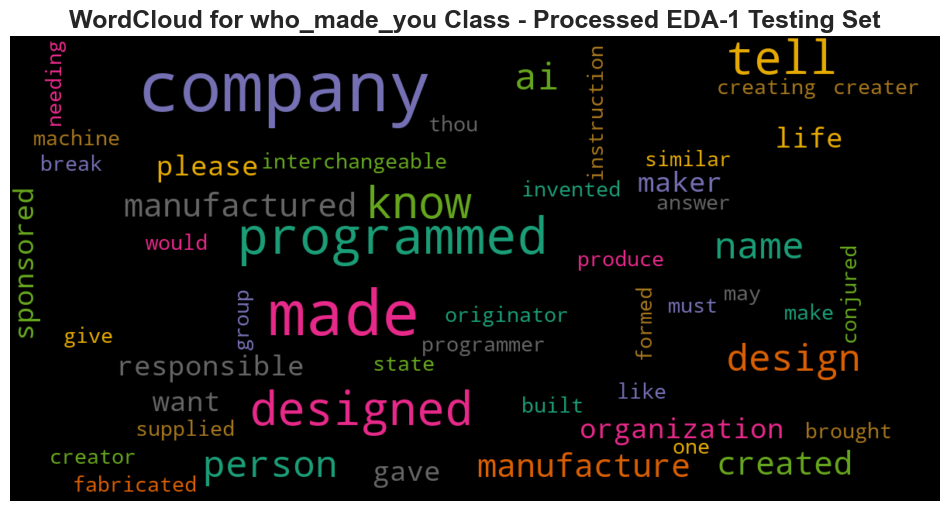 WordCloud for who_made_you Class - Processed EDA-1 Testing Set
needing
company
ai
instruction
tell
creating creater
thou
machine
life
break
please
interchangeable
similar
invented
maker
answer
manufactured
know
sponsored
would
programmed
produce
name
conjured
group
made
originator
formed
must
may
make
give
programmer
responsible
state
design
want
designed
built
like
supplied
organization
brought
one
creator
person
gave
manufacture
created
fabricated